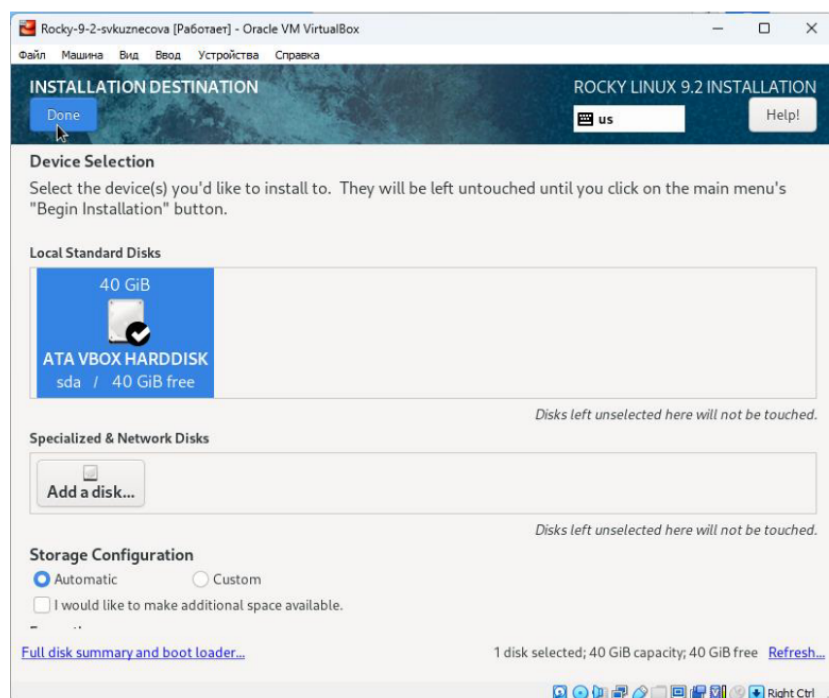 Rocky-9-2-svkuznecova [Работает] - Oracle VM VirtualBox
Файл Машина Вид Ввод Устройства Справка
INSTALLATION DESTINATION
ROCKY LINUX 9.2 INSTALLATION
Done
us
Help!
Device Selection
Select the device(s) you'd like to install to. They will be left untouched until you click on the main menu's
"Begin Installation" button.
Local Standard Disks
40 GiB
ATA VBOX HARDDISK
sda / 40 GiB free
Disks left unselected here will not be touched.
Specialized & Network Disks
Add a disk...
Disks left unselected here will not be touched.
Storage Configuration
Automatic Custom
I would like to make additional space available.
Full disk summary and boot loader...
1 disk selected; 40 GiB capacity; 40 GiB free Refresh...
Right Ctrl